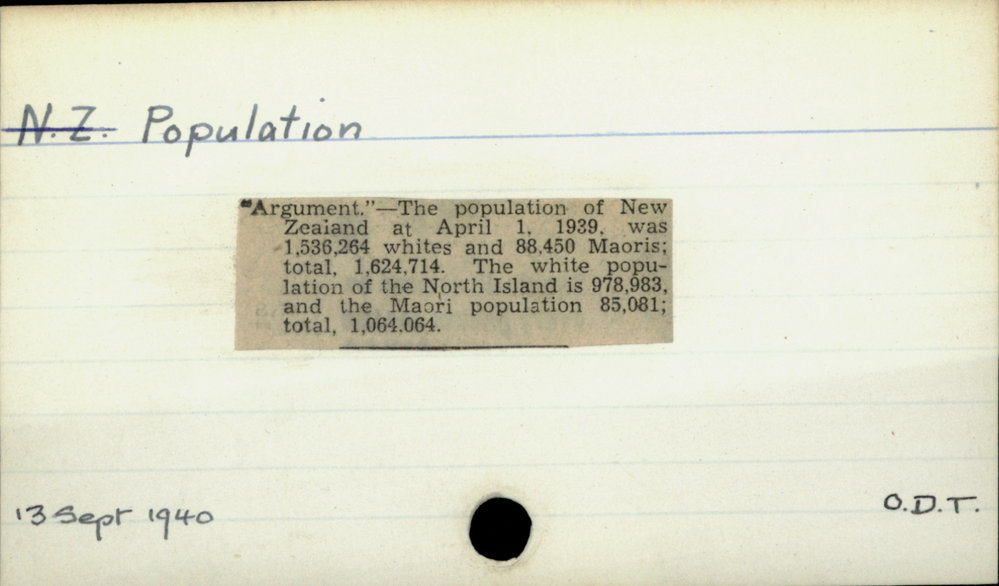 N.Z. Population
"Argument."—The population of New
Zealand at April 1, 1939, was
1,536,264 whites and 88,450 Maoris;
total, 1,624,714. The white popu-
lation of the North Island is 978,983,
and the Maori population 85,081;
total, 1,064.064.
13 Sept 1940
O.D.T.